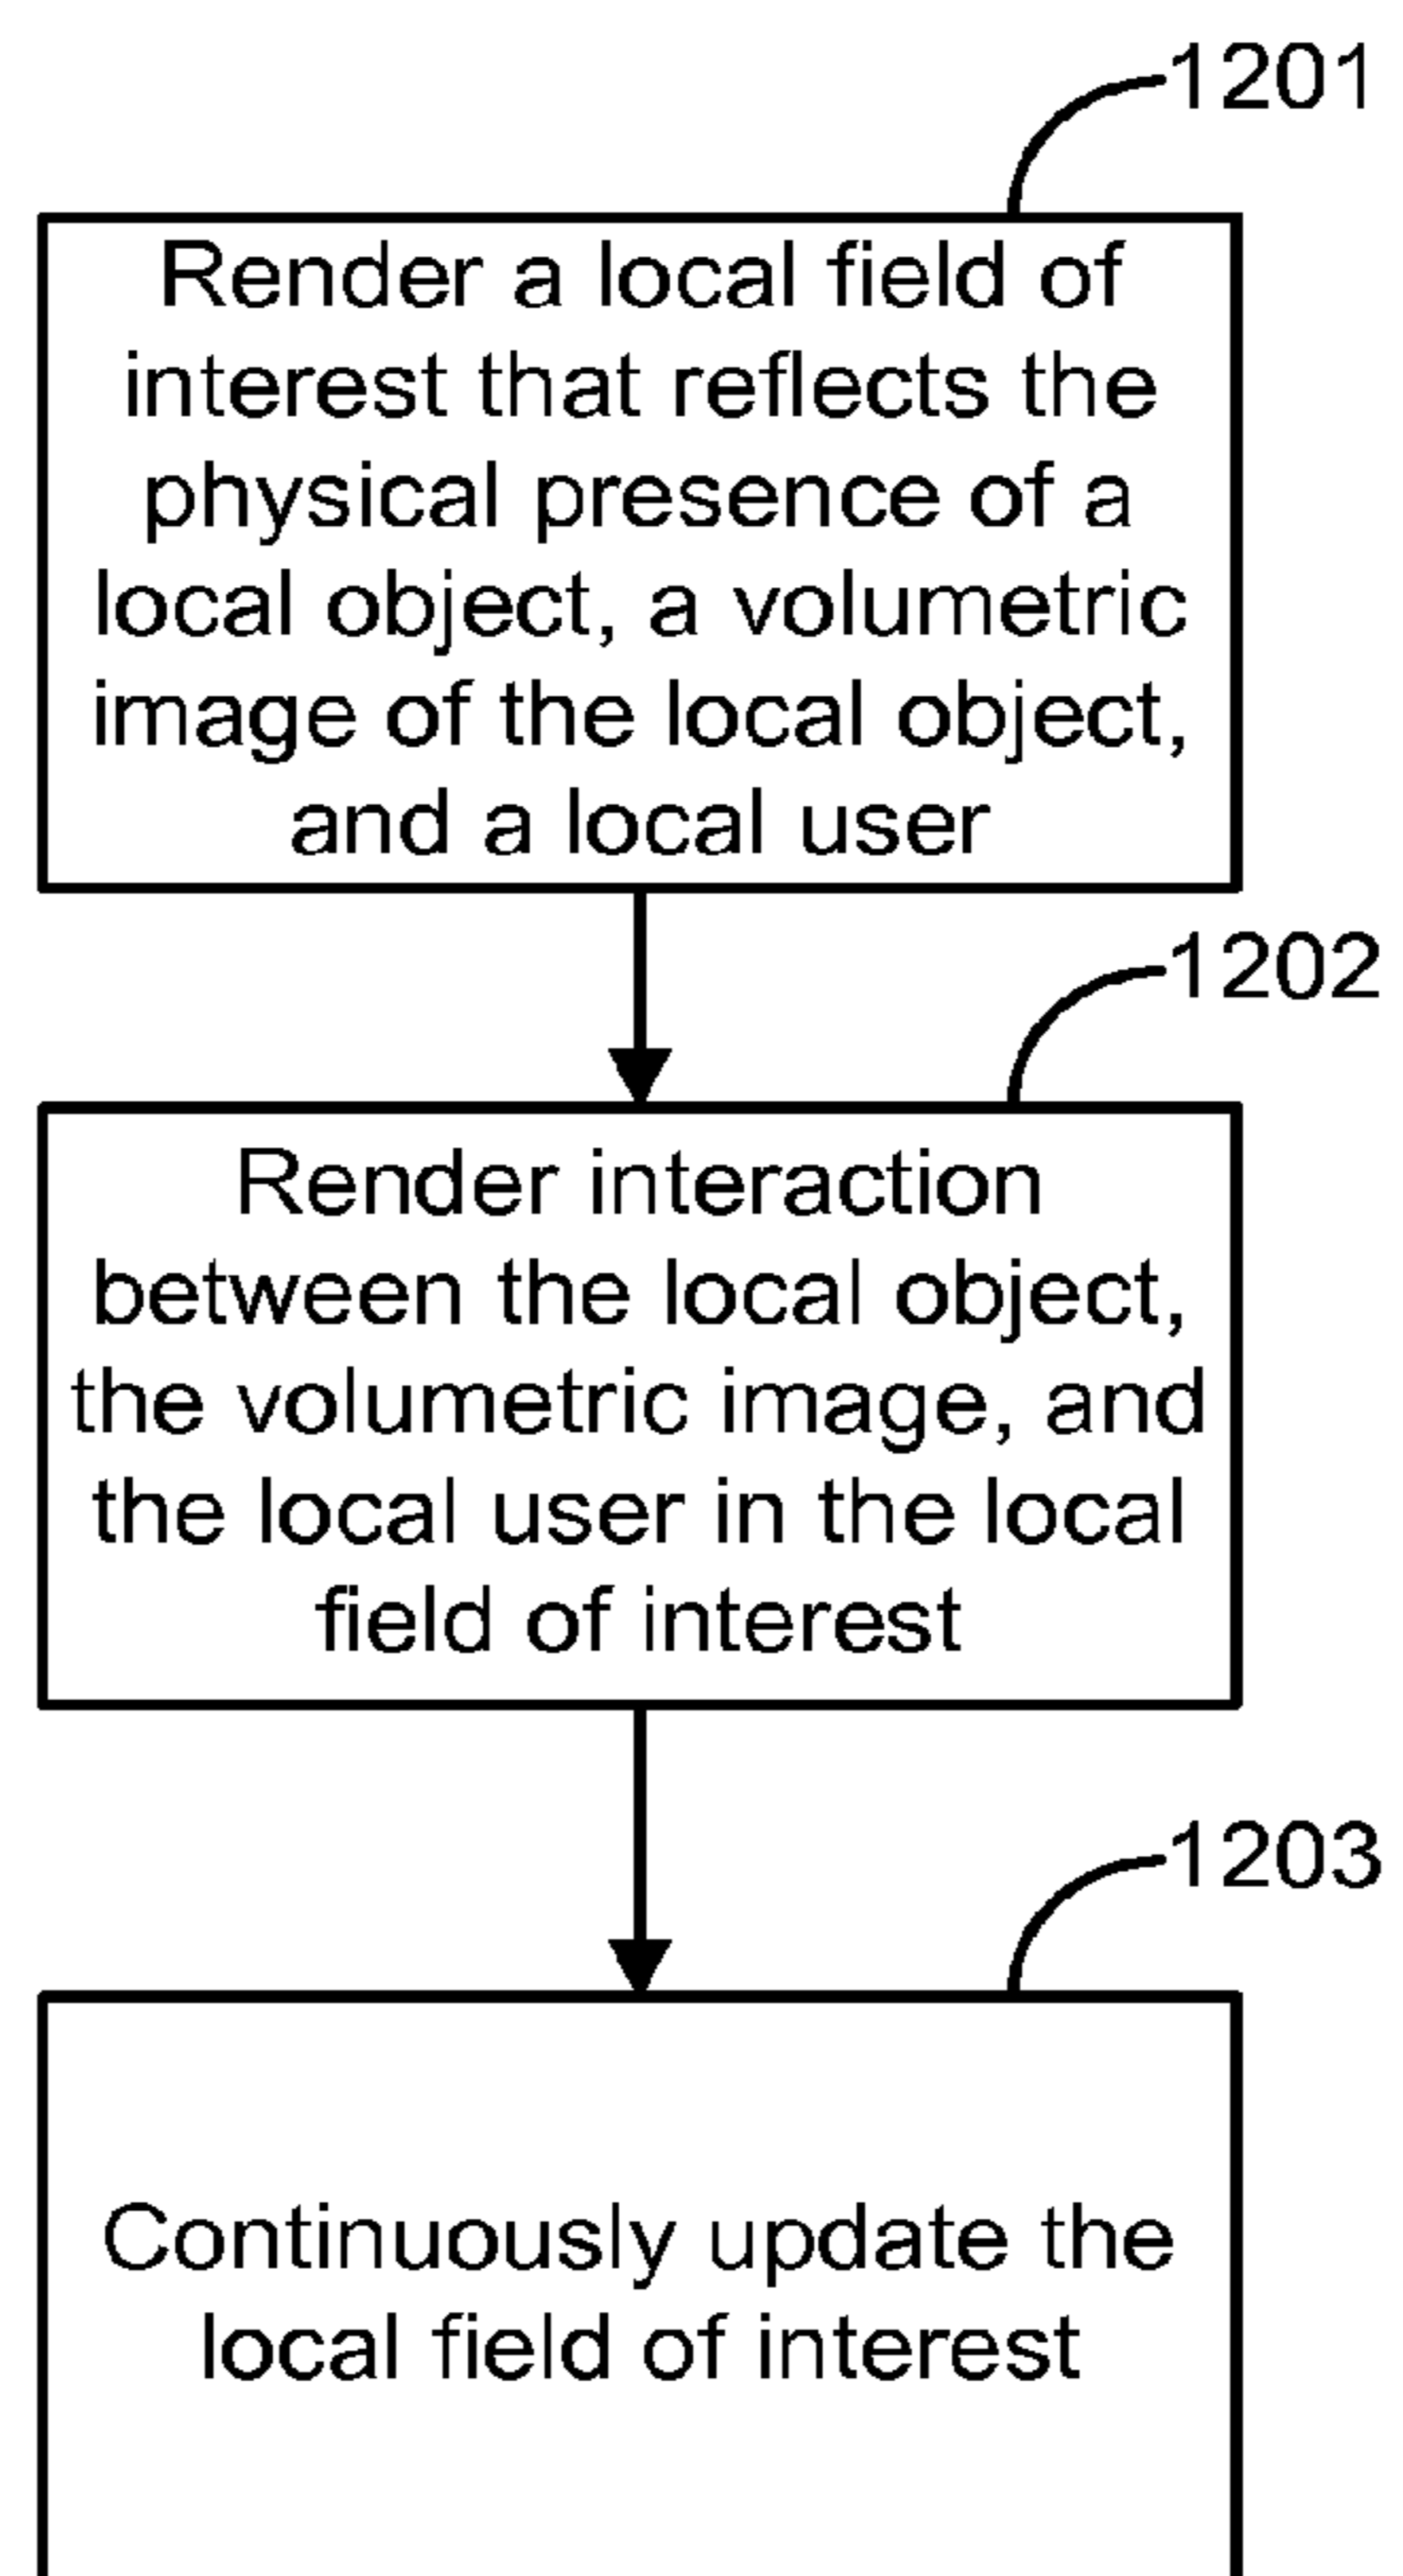 1201
Render a local field of
interest that reflects the
physical presence of a
local object, a volumetric
image of the local object,
and a local user
1202
Render interaction
between the local object,
the volumetric image, and
the local user in the local
field of interest
1203
Continuously update the
local field of interest